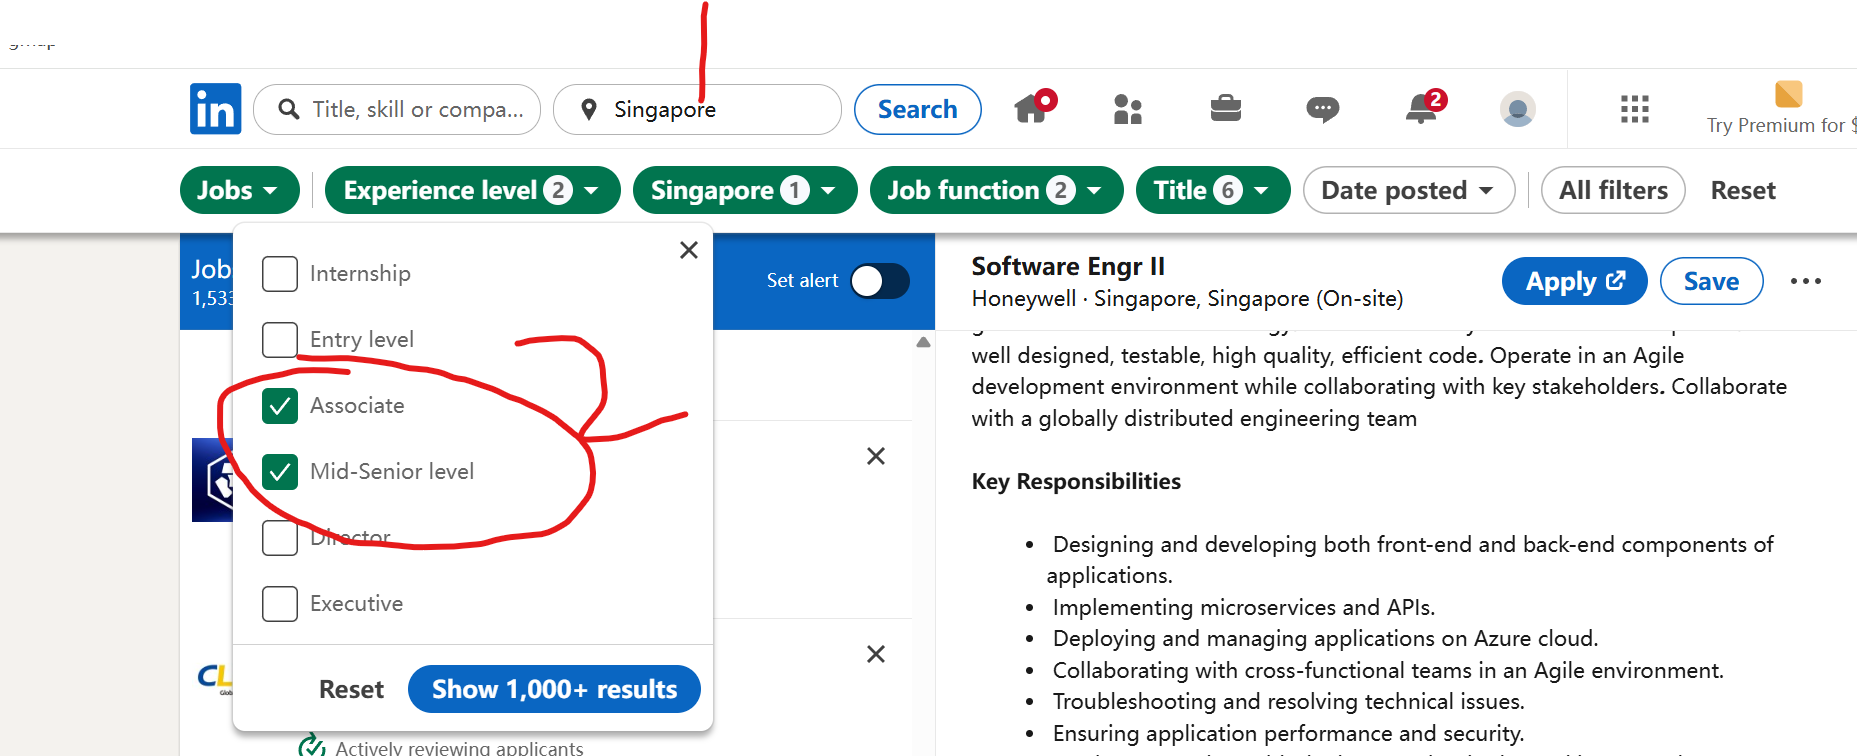 in
Title, skill or compa...
Singapore
Search
2
Try Premium for $
Jobs
Experience level 2
Singapore 1
Job function 2
Title 6
Date posted
All filters
Reset
Job
1,533
Set alert
Internship
Entry level
Associate
Mid-Senior level
Director
Executive
Reset
Show 1,000+ results
CL
Glob
Actively reviewing applicants
Software Engr II
Honeywell · Singapore, Singapore (On-site)
Apply
Save
well designed, testable, high quality, efficient code. Operate in an Agile
development environment while collaborating with key stakeholders. Collaborate
with a globally distributed engineering team
Key Responsibilities
• Designing and developing both front-end and back-end components of
applications.
• Implementing microservices and APIs.
• Deploying and managing applications on Azure cloud.
• Collaborating with cross-functional teams in an Agile environment.
• Troubleshooting and resolving technical issues.
• Ensuring application performance and security.